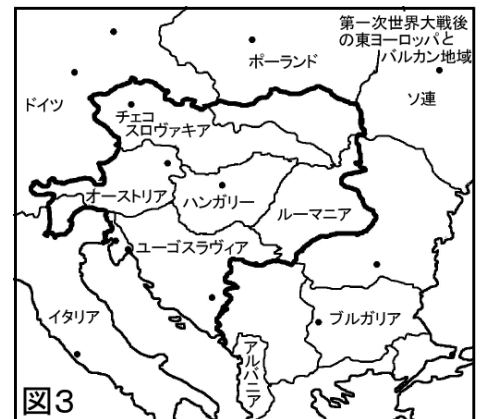 第一次世界大戦後
の東ヨーロッパと
バルカン地域
ポーランド
ドイツ
ソ連
チェコ
スロヴァキア
オーストリア
ハンガリー
ルーマニア
ユーゴスラヴィア
イタリア
ブルガリア
アルバニア
図3